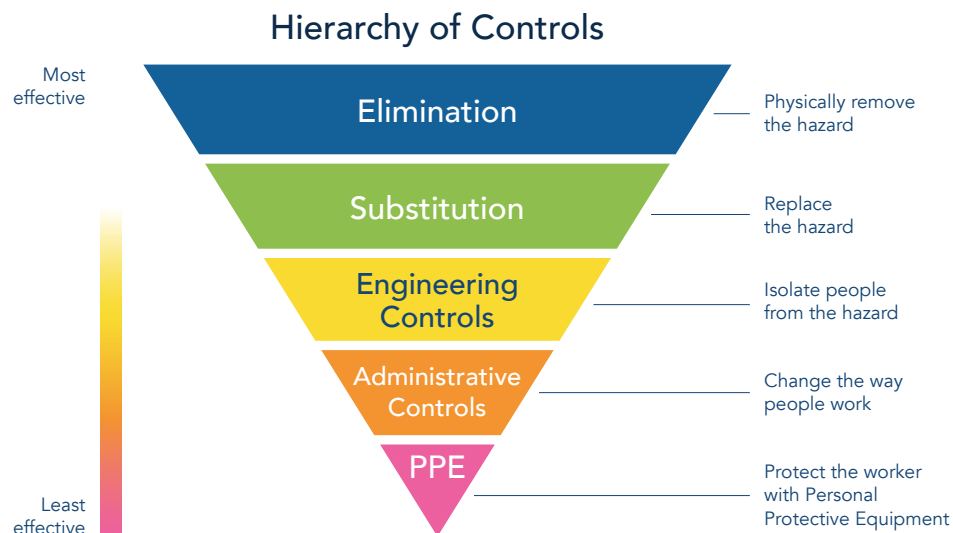 Hierarchy of Controls
Most
effective
Elimination
Physically remove
the hazard
Substitution
Replace
the hazard
Engineering
Controls
Isolate people
from the hazard
Administrative
Controls
Change the way
people work
PPE
Protect the worker
with Personal
Protective Equipment
Least
effective